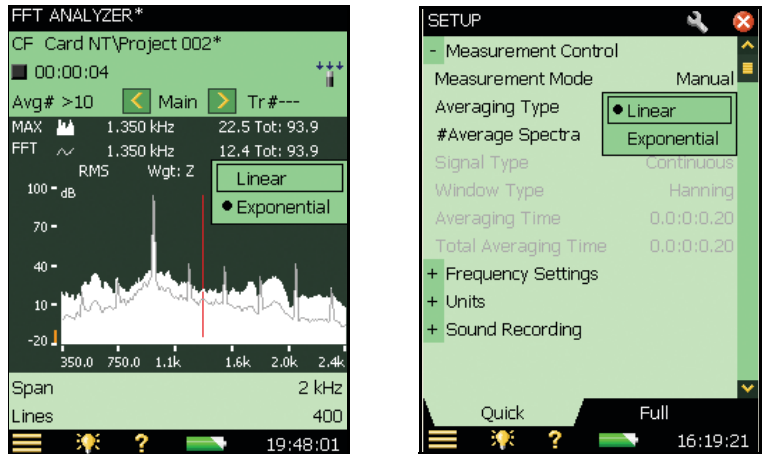 FFT ANALYZER*
CF Card NT\Project 002*
00:00:04
Avg# >10 < Main > Tr#---
MAX 1.350 kHz 22.5 Tot: 93.9
FFT 1.350 kHz 12.4 Tot: 93.9
RMS Wgt: Z
Linear
Exponential
100
dB
70
40
10
-20
350.0 750.0 1.1k 1.6k 2.0k 2.4k
Span 2 kHz
Lines 400
? 19:48:01
SETUP
- Measurement Control
Measurement Mode Manual
Averaging Type Linear
#Average Spectra Exponential
Signal Type Continuous
Window Type Hanning
Averaging Time 0.0:0:0.20
Total Averaging Time 0.0:0:0.20
+ Frequency Settings
+ Units
+ Sound Recording
Quick Full
? 16:19:21